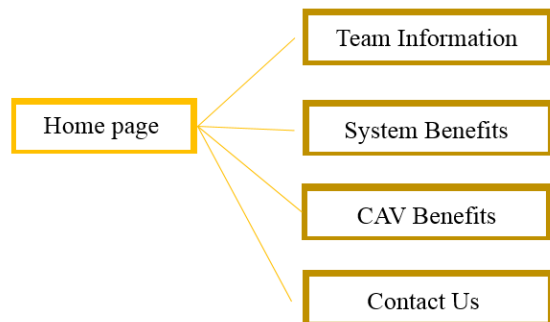 Team Information
Home page
System Benefits
CAV Benefits
Contact Us